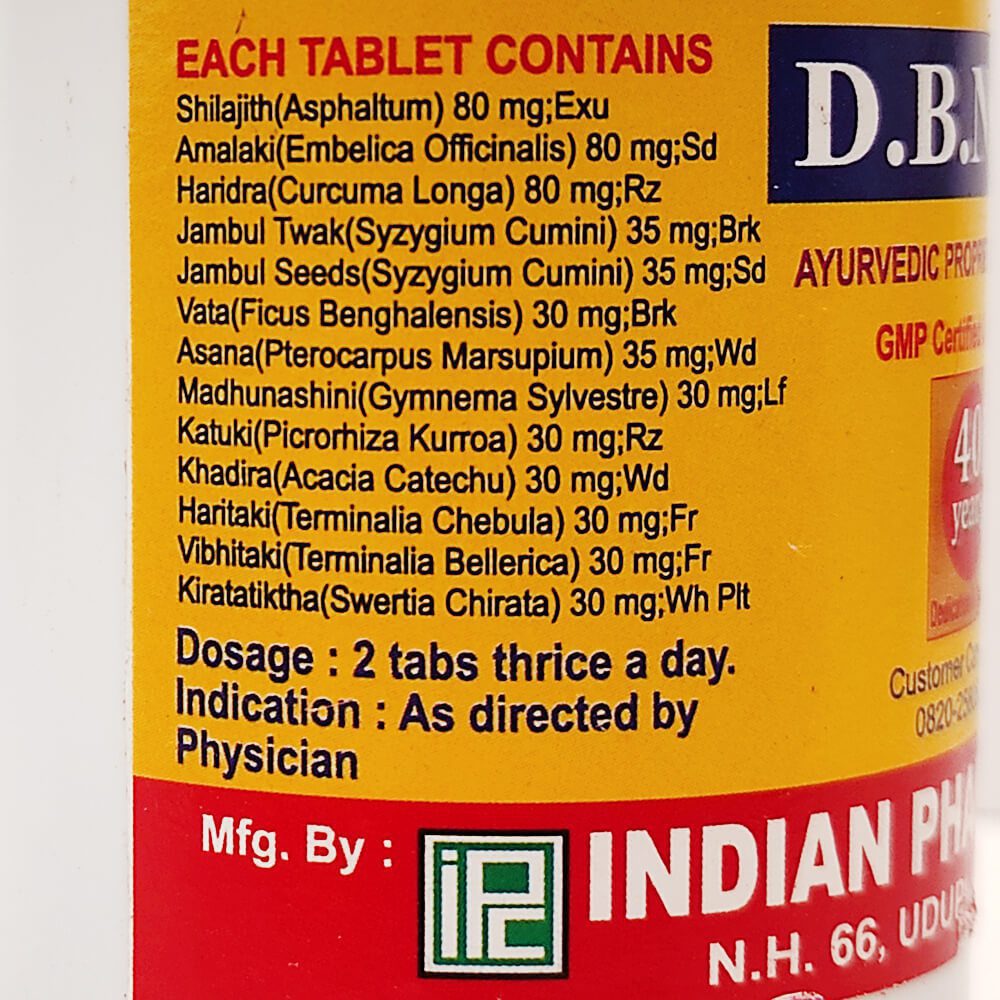 EACH TABLET CONTAINS
Shilajith(Asphaltum) 80 mg;Exu
Amalaki(Embelica Officinalis) 80 mg;Sd
Haridra(Curcuma Longa) 80 mg;Rz
Jambul Twak(Syzygium Cumini) 35 mg;Brk
Jambul Seeds(Syzygium Cumini) 35 mg;Sd
Vata(Ficus Benghalensis) 30 mg;Brk
Asana(Pterocarpus Marsupium) 35 mg;Wd
Madhunashini(Gymnema Sylvestre) 30 mg;Lf
Katuki(Picrorhiza Kurroa) 30 mg;Rz
Khadira(Acacia Catechu) 30 mg;Wd
Haritaki(Terminalia Chebula) 30 mg;Fr
Vibhitaki(Terminalia Bellerica) 30 mg;Fr
Kiratatiktha(Swertia Chirata) 30 mg;Wh Plt
Dosage : 2 tabs thrice a day.
Indication : As directed by
Physician
Mfg. By :
iPC
INDIAN
N.H. 66,
D.B.
AYURVEDIC
GMP
40
Customer